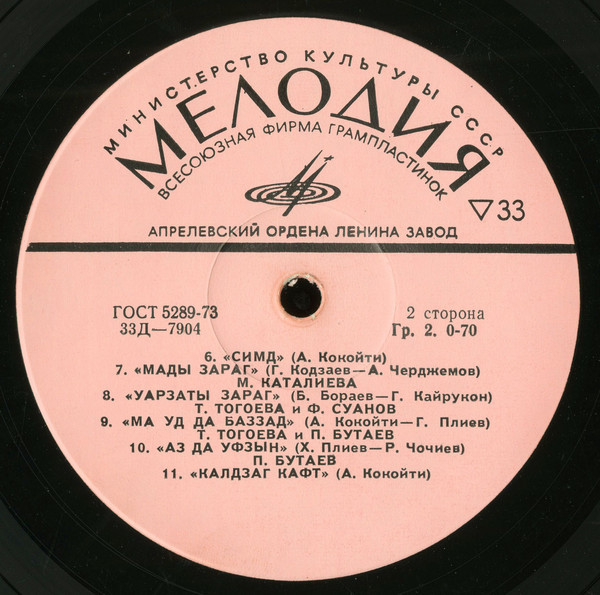 МИНИСТЕРСТВО КУЛЬТУРЫ СССР
МЕЛОДИЯ
ВСЕСОЮЗНАЯ ФИРМА ГРАМПЛАСТИНОК
▽33
АПРЕЛЕВСКИЙ ОРДЕНА ЛЕНИНА ЗАВОД
ГОСТ 5289-73
33Д—7904
2 сторона
Гр. 2. 0-70
6. «СИМД» (А. Кокойти)
7. «МАДЫ ЗАРАГ» (Г. Кодзаев—А. Черджемов)
М. КАТАЛИЕВА
8. «УАРЗАТЫ ЗАРАГ» (Б. Бораев—Г. Кайрукон)
Т. ТОГОЕВА и Ф. СУАНОВ
9. «МА УД ДА БАЗЗАД» (А. Кокойти—Г. Плиев)
Т. ТОГОЕВА и П. БУТАЕВ
10. «АЗ ДА УФЗЫН» (Х. Плиев—Р. Чочиев)
П. БУТАЕВ
11. «КАЛДЗАГ КАФТ» (А. Кокойти)